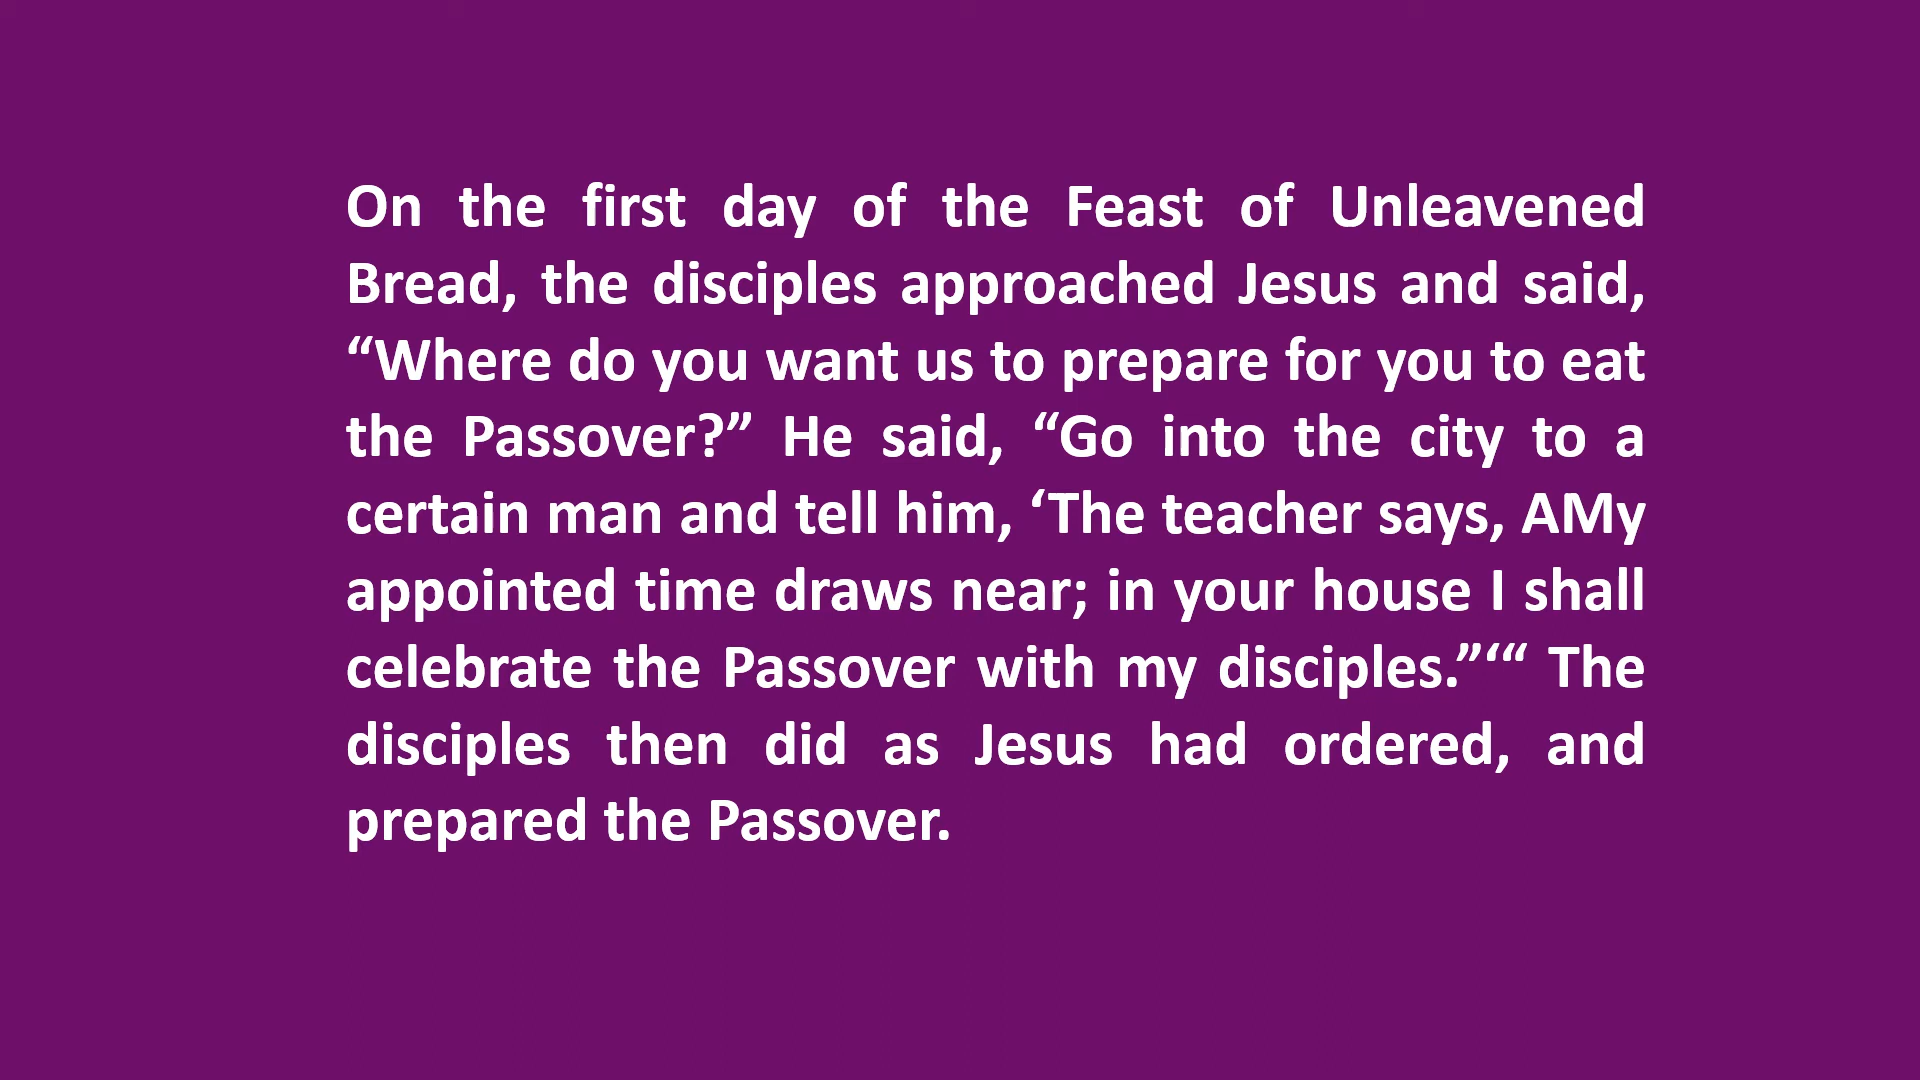 On the first day of the Feast of Unleavened
Bread, the disciples approached Jesus and said,
“Where do you want us to prepare for you to eat
the Passover?” He said, “Go into the city to a
certain man and tell him, ‘The teacher says, AMy
appointed time draws near; in your house I shall
celebrate the Passover with my disciples.”‘“ The
disciples then did as Jesus had ordered, and
prepared the Passover.